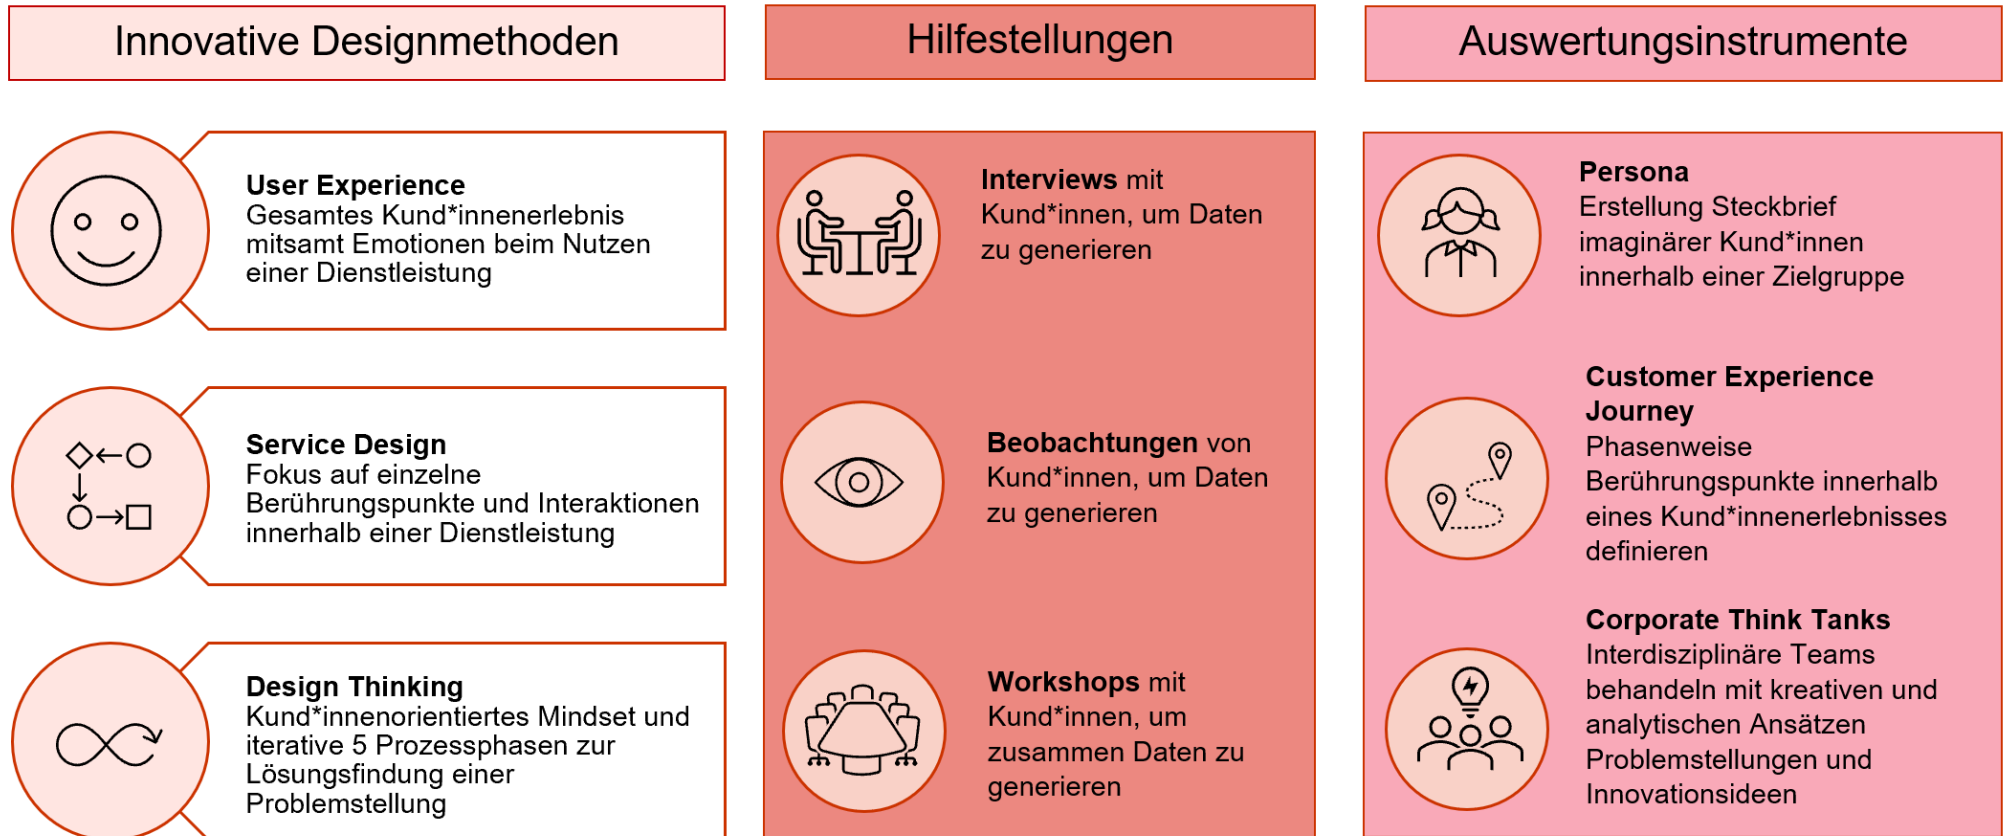 Innovative Designmethoden
User Experience
Gesamtes Kund*innenerlebnis
mitsamt Emotionen beim Nutzen
einer Dienstleistung
Service Design
Fokus auf einzelne
Berührungspunkte und Interaktionen
innerhalb einer Dienstleistung
Design Thinking
Kund*innenorientiertes Mindset und
iterative 5 Prozessphasen zur
Lösungsfindung einer
Problemstellung
Hilfestellungen
Interviews mit
Kund*innen, um Daten
zu generieren
Beobachtungen von
Kund*innen, um Daten
zu generieren
Workshops mit
Kund*innen, um
zusammen Daten zu
generieren
Auswertungsinstrumente
Persona
Erstellung Steckbrief
imaginärer Kund*innen
innerhalb einer Zielgruppe
Customer Experience
Journey
Phasenweise
Berührungspunkte innerhalb
eines Kund*innenerlebnisses
definieren
Corporate Think Tanks
Interdisziplinäre Teams
behandeln mit kreativen und
analytischen Ansätzen
Problemstellungen und
Innovationsideen